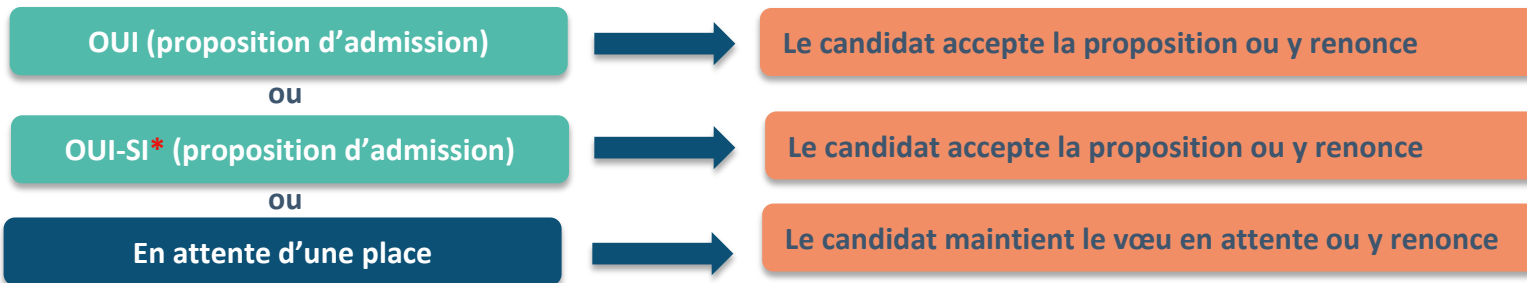 OUI (proposition d’admission)
Le candidat accepte la proposition ou y renonce
ou
OUI-SI* (proposition d’admission)
Le candidat accepte la proposition ou y renonce
ou
En attente d’une place
Le candidat maintient le vœu en attente ou y renonce